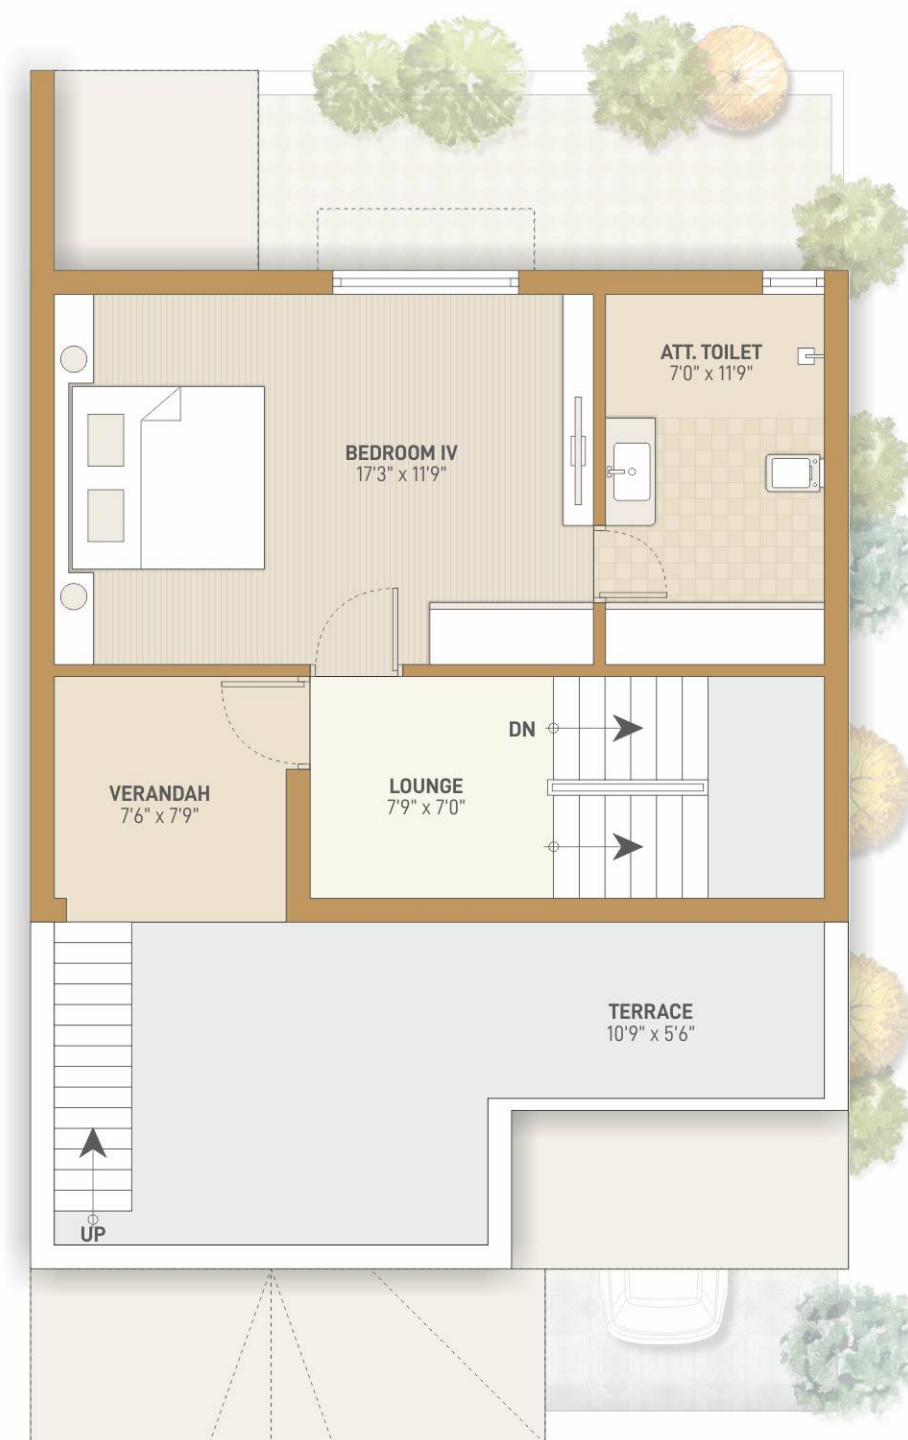 ATT. TOILET
7'0" x 11'9"
BEDROOM IV
17'3" x 11'9"
DN
VERANDAH
7'6" x 7'9"
LOUNGE
7'9" x 7'0"
TERRACE
10'9" x 5'6"
UP